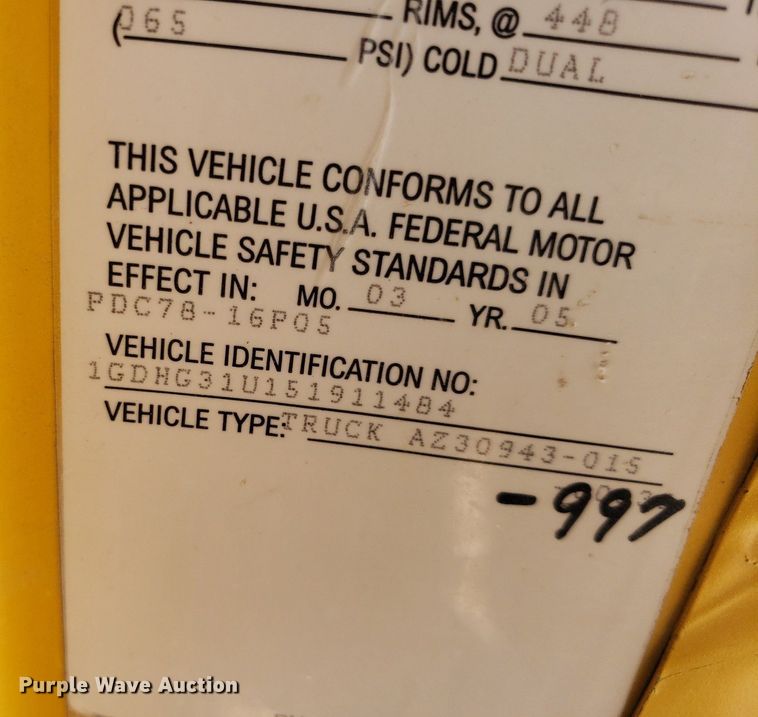 RIMS, @ 448
(065 PSI) COLD DUAL
THIS VEHICLE CONFORMS TO ALL
APPLICABLE U.S.A. FEDERAL MOTOR
VEHICLE SAFETY STANDARDS IN
EFFECT IN: MO. 03 YR. 05
PDC78-16P05
VEHICLE IDENTIFICATION NO:
1GDHG31U151911484
VEHICLE TYPE: TRUCK AZ30943-015
-997
Purple Wave Auction